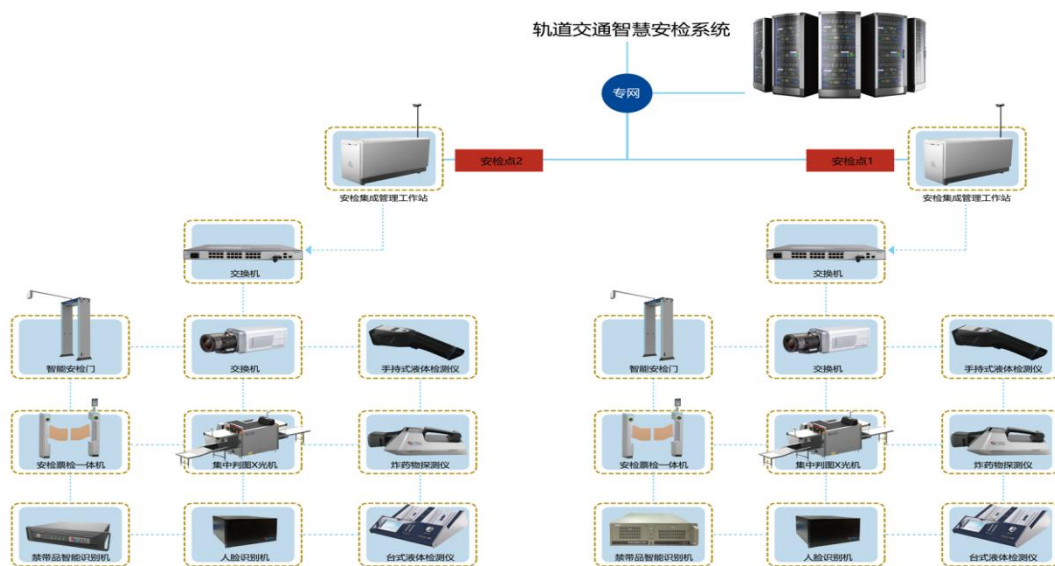 轨道交通智慧安检系统
专网
安检点2
安检点1
安检集成管理工作站
安检集成管理工作站
交换机
交换机
智能安检门
交换机
手持式液体检测仪
智能安检门
交换机
手持式液体检测仪
安检票检一体机
集中判图X光机
炸药物探测仪
安检票检一体机
集中判图X光机
炸药物探测仪
禁带品智能识别机
人脸识别机
台式液体检测仪
禁带品智能识别机
人脸识别机
台式液体检测仪